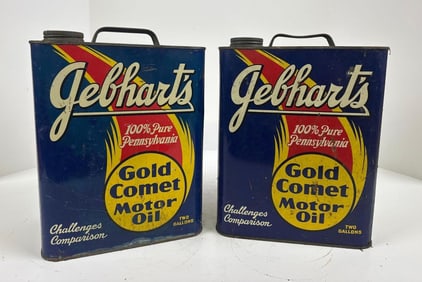 Gebhart's
100% Pure
Pennsylvania
Gold
Comet
Motor
Oil
Challenges
Comparison
TWO
GALLONS
Gebhart's
100% Pure
Pennsylvania
Gold
Comet
Motor
Oil
Challenges
Comparison
TWO
GALLONS